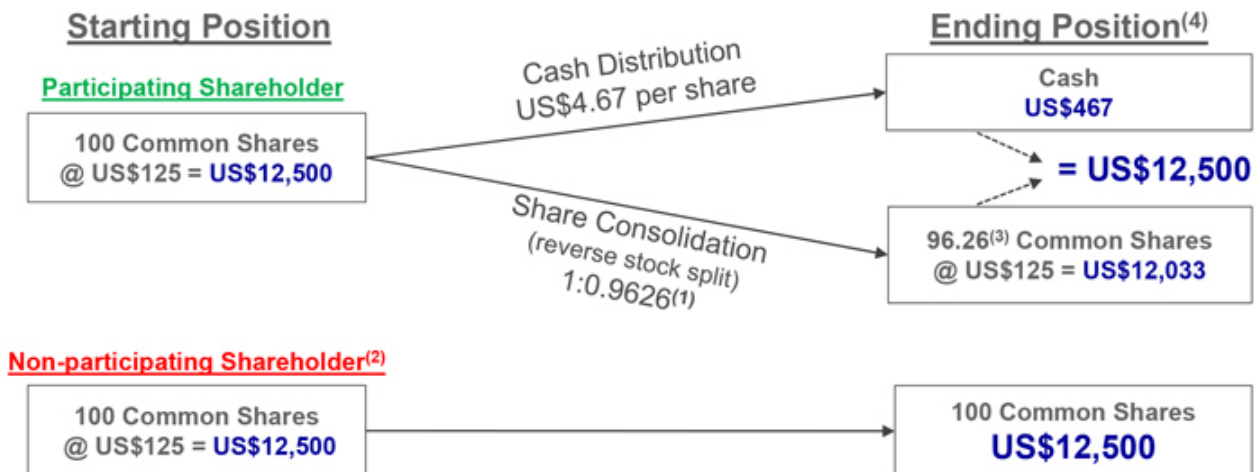 Starting Position
Ending Position(4)
Participating Shareholder
100 Common Shares
@ US$125 = US$12,500
Cash Distribution
US$4.67 per share
Cash
US$467
= US$12,500
Share Consolidation
(reverse stock split)
1:0.9626(1)
96.26(3) Common Shares
@ US$125 = US$12,033
Non-participating Shareholder(2)
100 Common Shares
@ US$125 = US$12,500
100 Common Shares
US$12,500